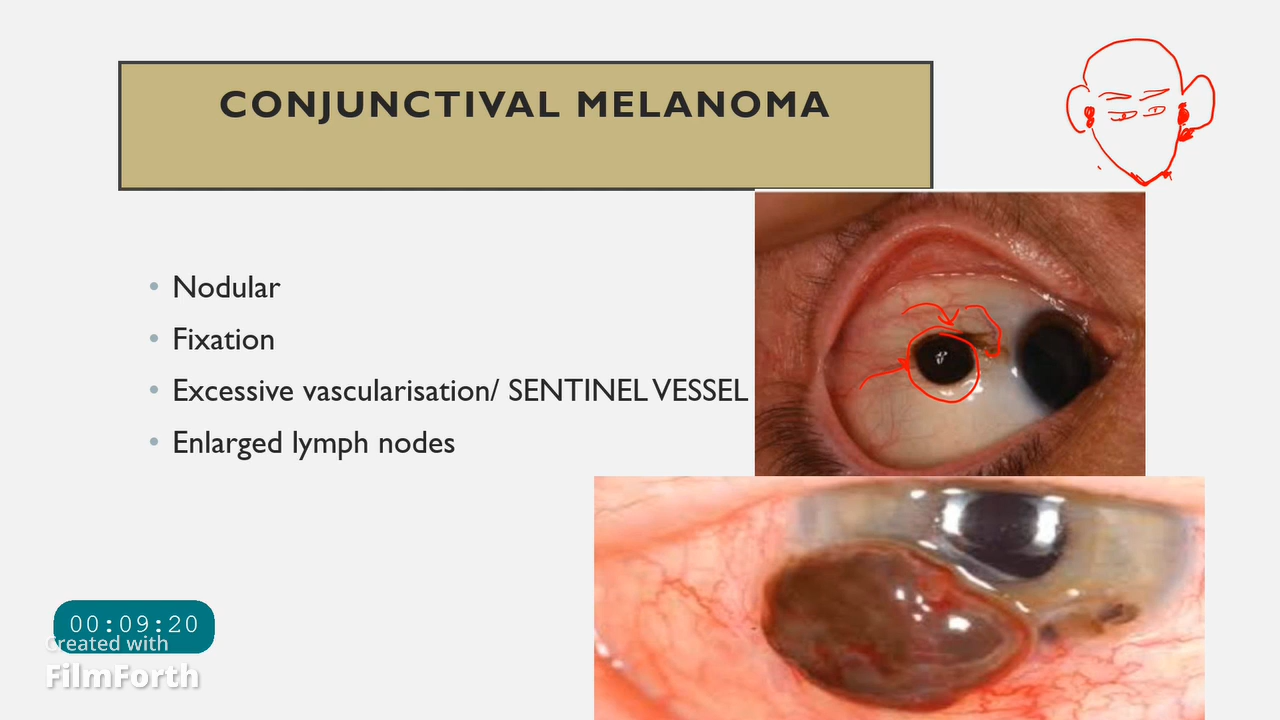 CONJUNCTIVAL MELANOMA
• Nodular
• Fixation
• Excessive vascularisation/ SENTINEL VESSEL
• Enlarged lymph nodes
00:09:20
Created with
FilmForth